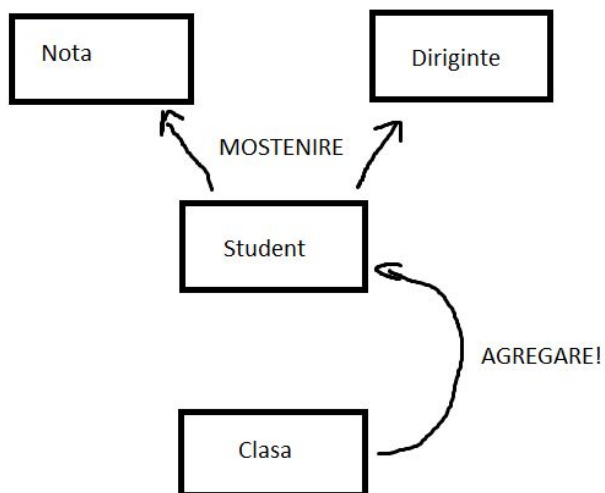 Nota
Diriginte
MOSTENIRE
Student
AGREGARE!
Clasa